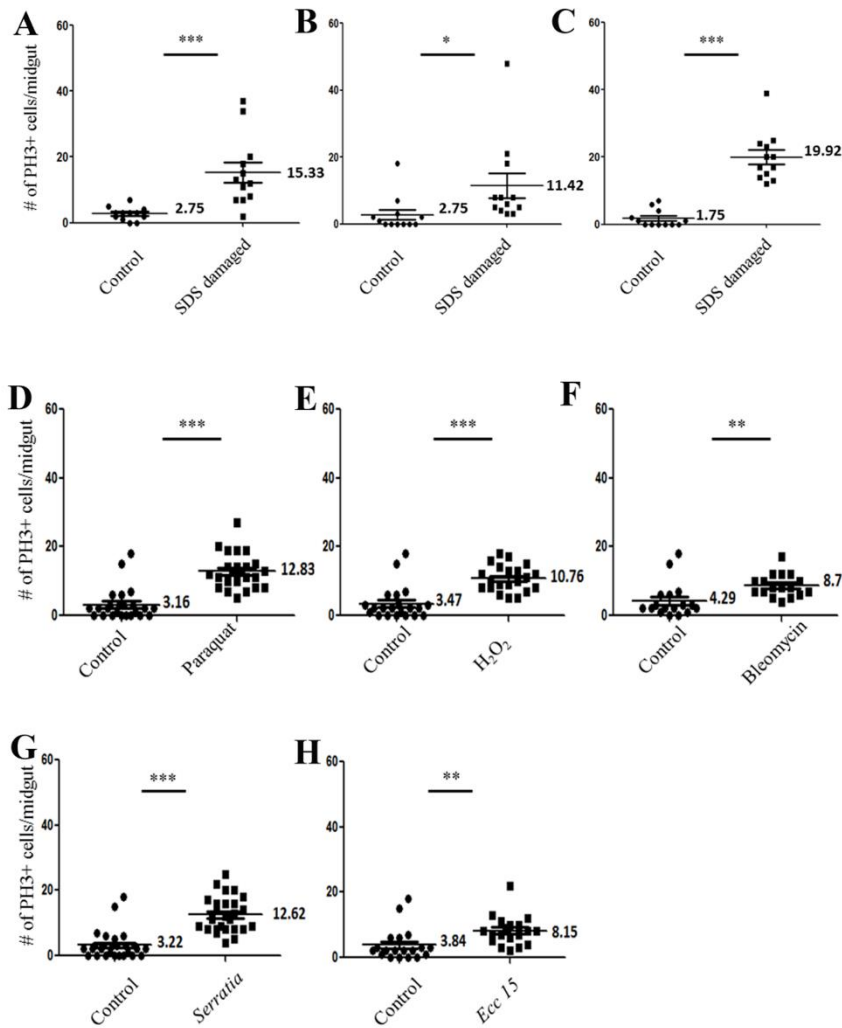 A
B
C
# of PH3+ cells/midgut
60
40
20
0
***
2.75
15.33
Control
SDS damaged
60
40
20
0
*
2.75
11.42
Control
SDS damaged
60
40
20
0
***
1.75
19.92
Control
SDS damaged
D
E
F
# of PH3+ cells/midgut
60
40
20
0
***
3.16
12.83
Control
Paraquat
60
40
20
0
***
3.47
10.76
Control
H₂O₂
60
40
20
0
**
4.29
8.7
Control
Bleomycin
G
H
# of PH3+ cells/midgut
60
40
20
0
***
3.22
12.62
Control
Serratia
60
40
20
0
**
3.84
8.15
Control
Ecc 15